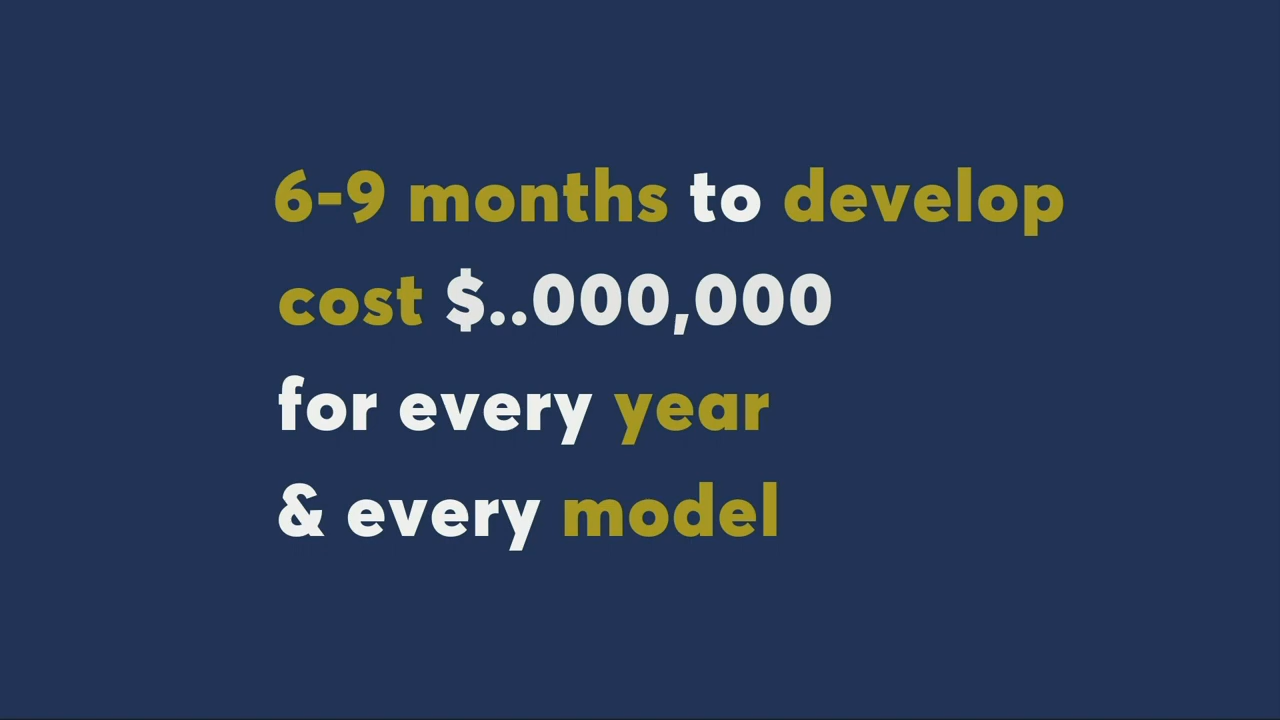 6-9 months to develop
cost $..000,000
for every year
& every model